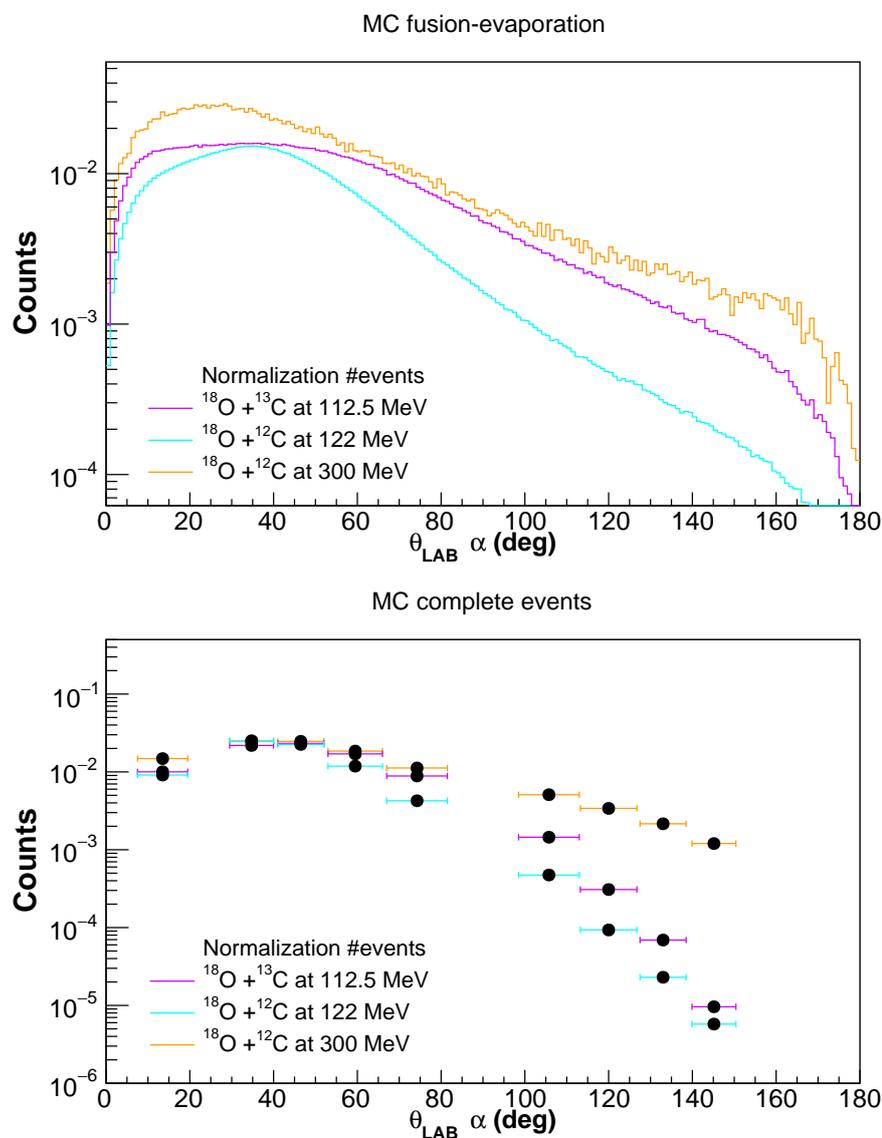 MC fusion-evaporation
Counts
10⁻²
10⁻³
10⁻⁴
Normalization #events
¹⁸O +¹³C at 112.5 MeV
¹⁸O +¹²C at 122 MeV
¹⁸O +¹²C at 300 MeV
0 20 40 60 80 100 120 140 160 180
θLAB α (deg)
MC complete events
Counts
10⁻¹
10⁻²
10⁻³
10⁻⁴
10⁻⁵
10⁻⁶
Normalization #events
¹⁸O +¹³C at 112.5 MeV
¹⁸O +¹²C at 122 MeV
¹⁸O +¹²C at 300 MeV
0 20 40 60 80 100 120 140 160 180
θLAB α (deg)